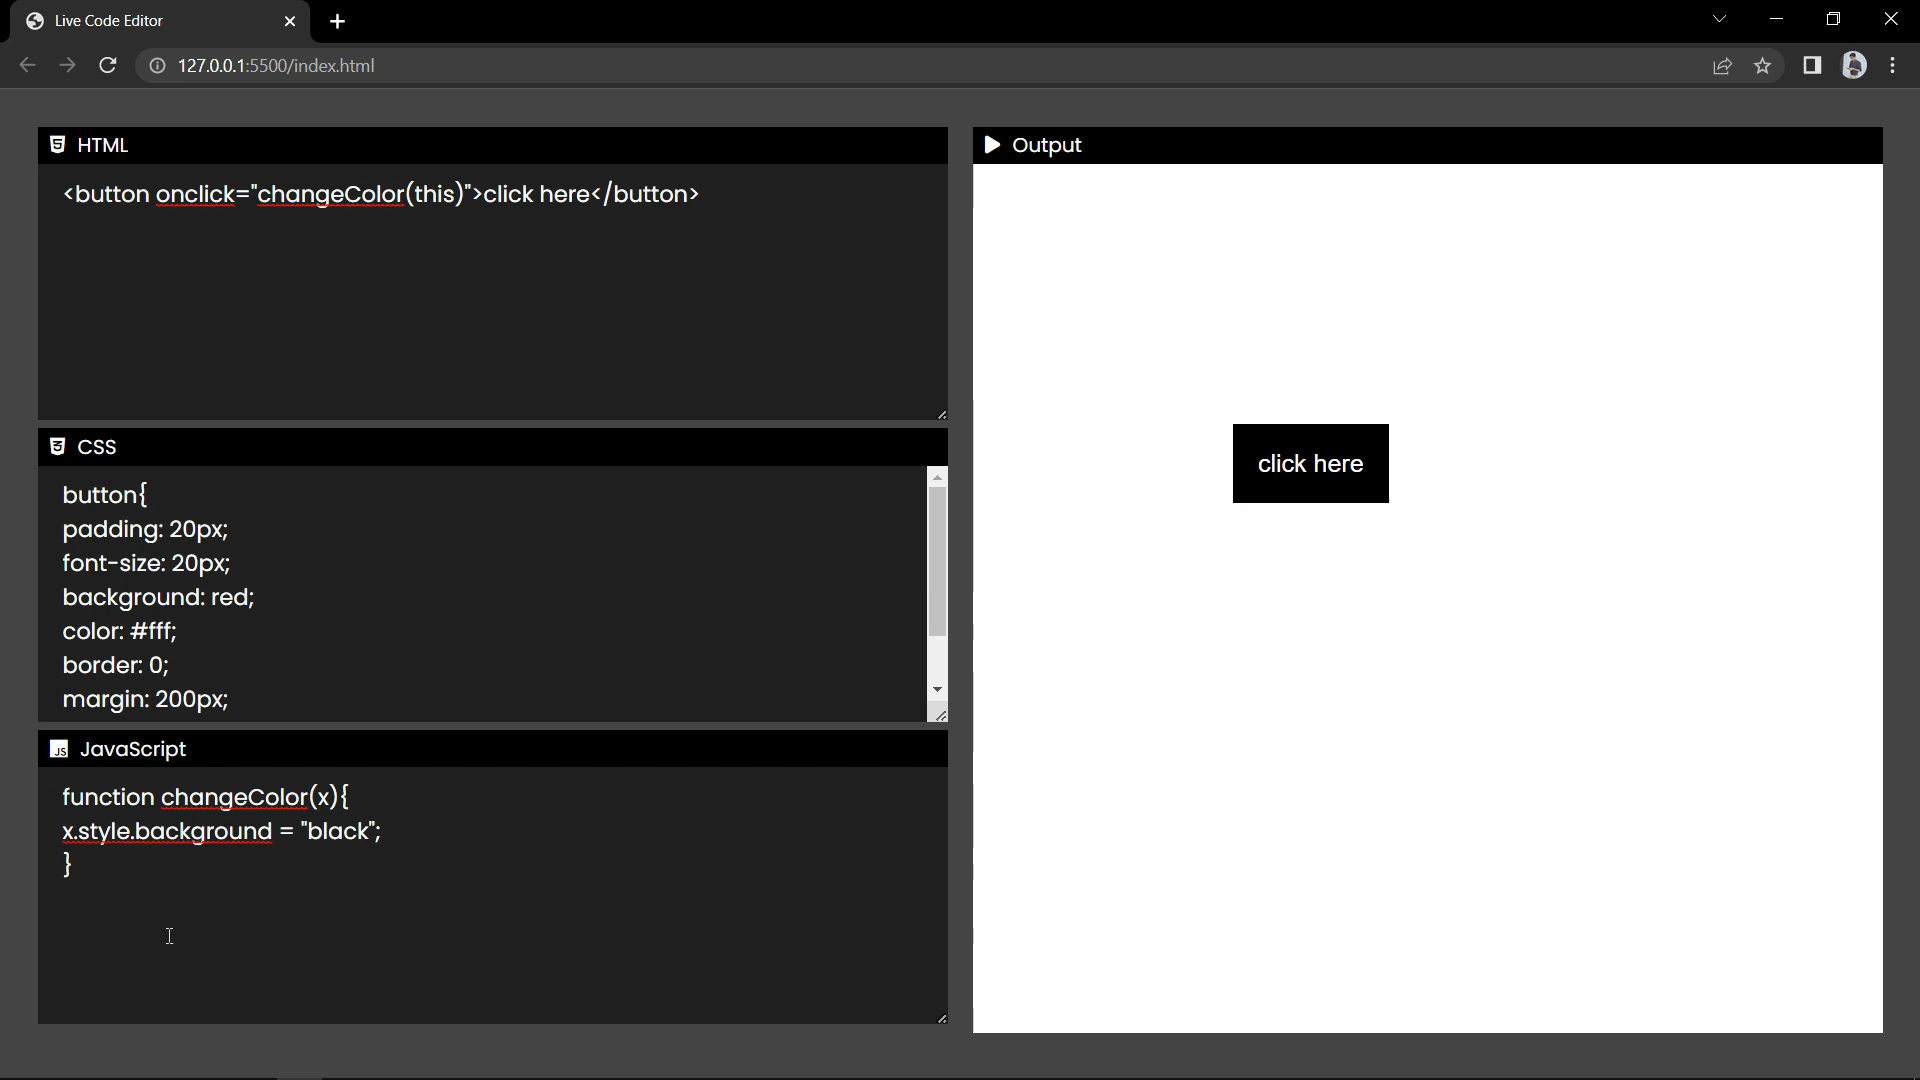 Live Code Editor
127.0.0.1:5500/index.html
HTML
<button onclick="changeColor(this)">click here</button>
CSS
button{
padding: 20px;
font-size: 20px;
background: red;
color: #fff;
border: 0;
margin: 200px;
JS JavaScript
function changeColor(x){
x.style.background = "black";
}
Output
click here